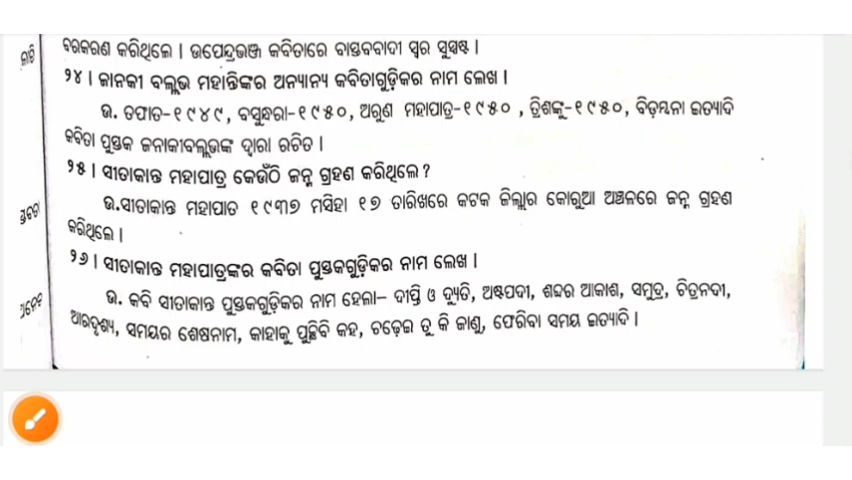 ବରକରଣ କରିଥିଲେ । ଉପେନ୍ଦ୍ରଭଞ୍ଜ କବିତାରେ ବାସ୍ତବବାଦୀ ସ୍ୱର ସୁସ୍ପଷ୍ଟ ।
୨୪ । ଜାନକୀ ବଲ୍ଲଭ ମହାନ୍ତିଙ୍କର ଅନ୍ୟାନ୍ୟ କବିତାଗୁଡ଼ିକର ନାମ ଲେଖ ।
ଉ. ତଫାତ-୧୯୪୯, ବସୁନ୍ଧରା-୧୯୫୦, ଅରୁଣ ମହାପାତ୍ର-୧୯୫୦ , ତ୍ରିଶଙ୍କୁ-୧୯୫୦, ବିଡ଼ମ୍ବନା ଇତ୍ୟାଦି
କବିତା ପୁସ୍ତକ ଜନାକୀବଲ୍ଲଭଙ୍କ ଦ୍ୱାରା ରଚିତ ।
୨୫ । ସୀତାକାନ୍ତ ମହାପାତ୍ର କେଉଁଠି ଜନ୍ମ ଗ୍ରହଣ କରିଥିଲେ ?
ଉ.ସୀତାକାନ୍ତ ମହାପାତ ୧୯୩୭ ମସିହା ୧୭ ତାରିଖରେ କଟକ ଜିଲ୍ଲାର କୋରୁଆ ଅଞ୍ଚଳରେ ଜନ୍ମ ଗ୍ରହଣ
କରିଥିଲେ ।
୨୬ । ସୀତାକାନ୍ତ ମହାପାତ୍ରଙ୍କର କବିତା ପୁସ୍ତକଗୁଡ଼ିକର ନାମ ଲେଖ ।
ଉ. କବି ସୀତାକାନ୍ତ ପୁସ୍ତକଗୁଡ଼ିକର ନାମ ହେଲା- ଦୀପ୍ତି ଓ ଦ୍ୟୁତି, ଅଷ୍ଟପଦୀ, ଶବ୍ଦର ଆକାଶ, ସମୁଦ୍ର, ଚିତ୍ରନଦୀ,
ଆରଦୃଶ୍ୟ, ସମୟର ଶେଷନାମ, କାହାକୁ ପୁଛିବି କହ, ଚଢ଼େଇ ତୁ କି ଜାଣୁ, ଫେରିବା ସମୟ ଇତ୍ୟାଦି ।